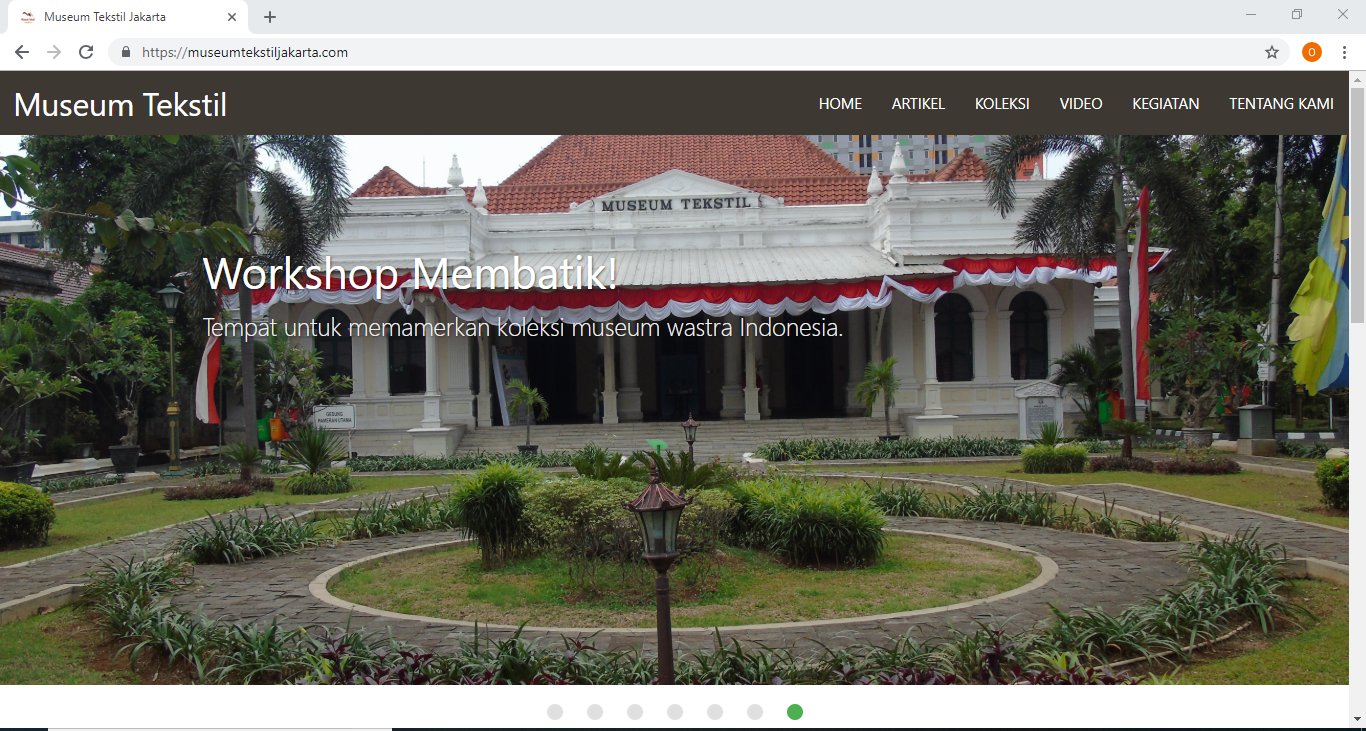 Museum Tekstil Jakarta
https://museumtekstiljakarta.com
O
Museum Tekstil
HOME ARTIKEL KOLEKSI VIDEO KEGIATAN TENTANG KAMI
MUSEUM TEKSTIL
Workshop Membatik!
Tempat untuk memamerkan koleksi museum wastra Indonesia.
GEDUNG
PAMERAN UTAMA